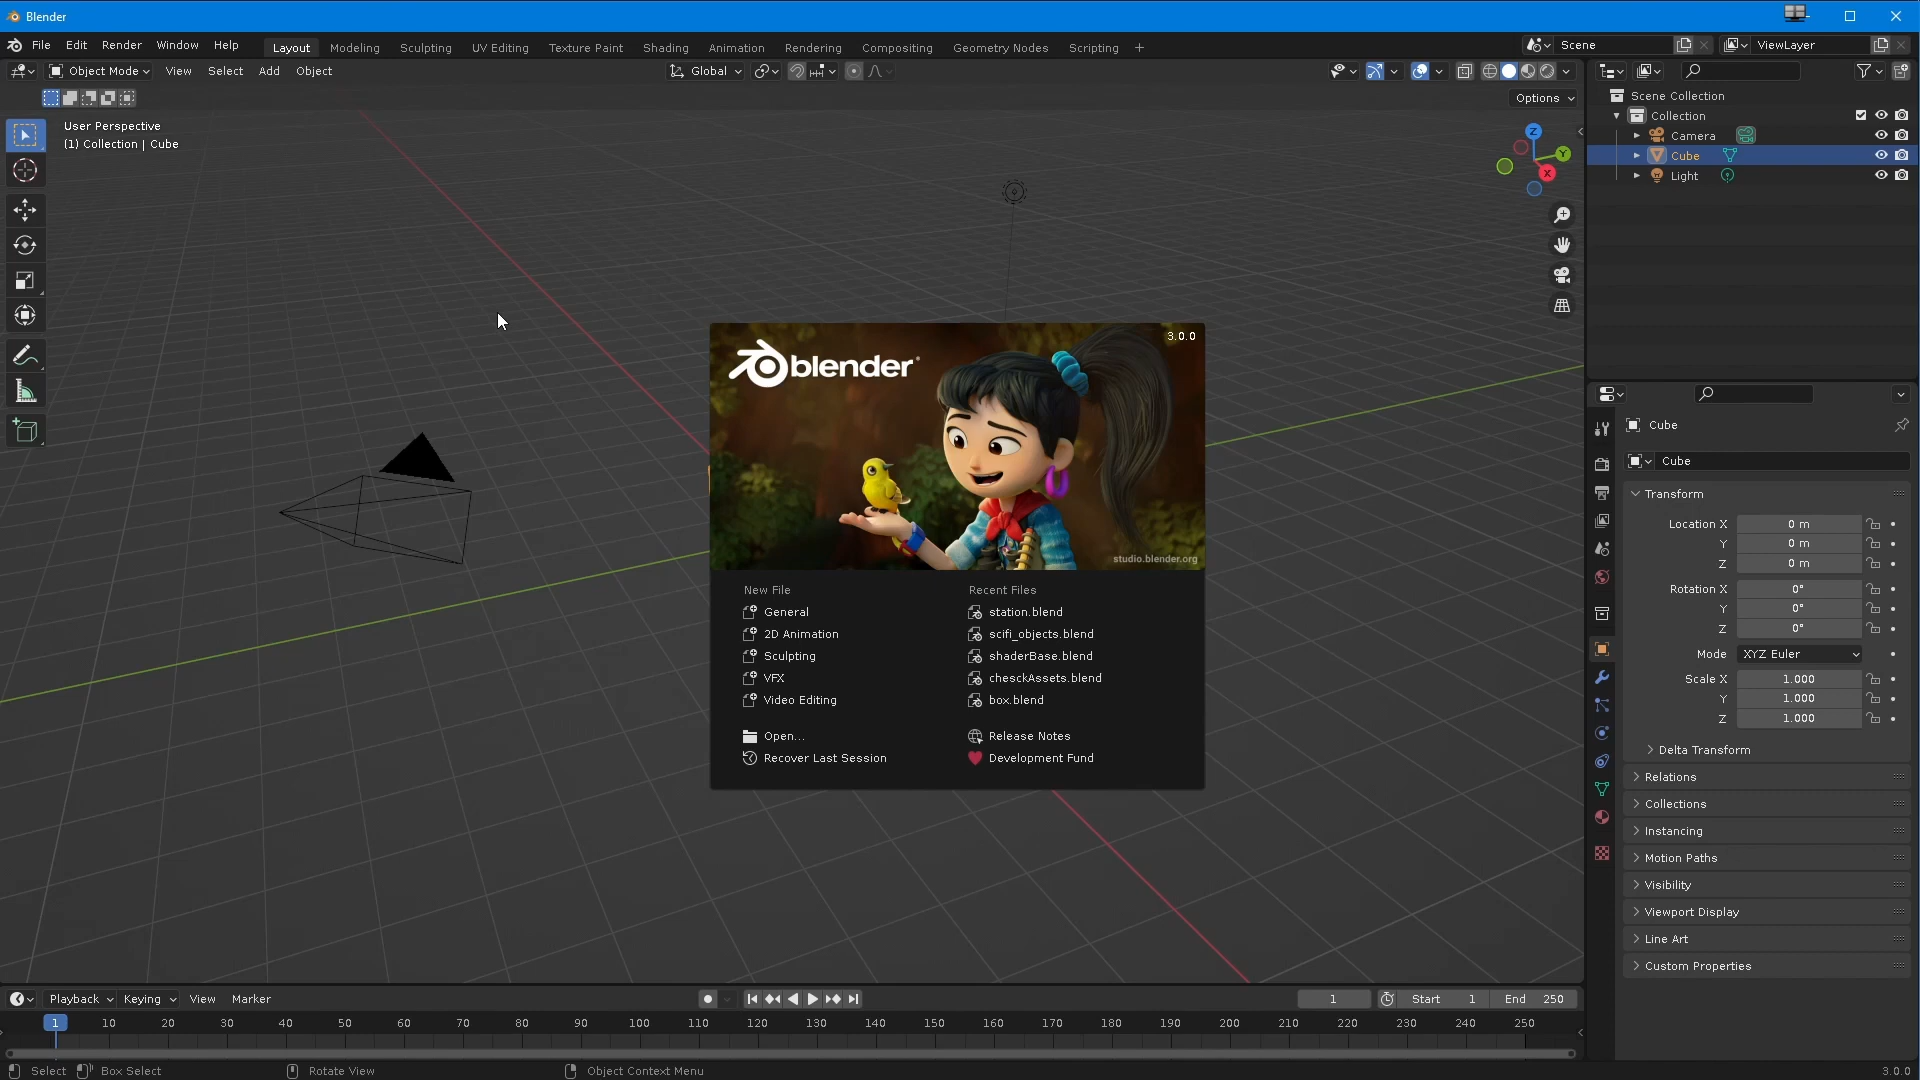 Blender
File Edit Render Window Help Layout Modeling Sculpting UV Editing Texture Paint Shading Animation Rendering Compositing Geometry Nodes Scripting + Scene ViewLayer
Object Mode View Select Add Object Global
Options
User Perspective
(1) Collection | Cube
Z
Y
X
Scene Collection
Collection
Camera
Cube
Light
3.0.0
blender
studio.blender.org
New File
General
2D Animation
Sculpting
VFX
Video Editing
Open...
Recover Last Session
Recent Files
station.blend
scifi_objects.blend
shaderBase.blend
chesckAssets.blend
box.blend
Release Notes
Development Fund
Cube
Cube
Transform
Location X 0 m
Y 0 m
Z 0 m
Rotation X 0°
Y 0°
Z 0°
Mode XYZ Euler
Scale X 1.000
Y 1.000
Z 1.000
Delta Transform
Relations
Collections
Instancing
Motion Paths
Visibility
Viewport Display
Line Art
Custom Properties
Playback Keying View Marker 1 Start 1 End 250
1 10 20 30 40 50 60 70 80 90 100 110 120 130 140 150 160 170 180 190 200 210 220 230 240 250
Select Box Select Rotate View Object Context Menu 3.0.0